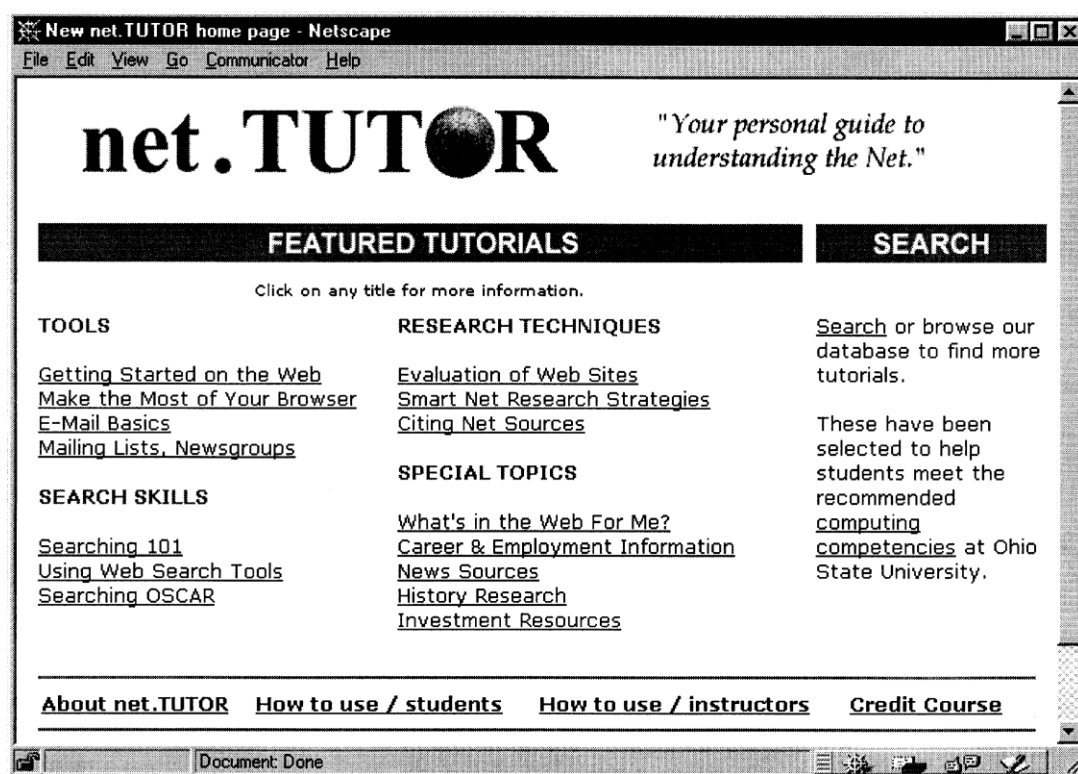 New net.TUTOR home page - Netscape
File Edit View Go Communicator Help
net.TUTOR
"Your personal guide to
understanding the Net."
FEATURED TUTORIALS
Click on any title for more information.
TOOLS
Getting Started on the Web
Make the Most of Your Browser
E-Mail Basics
Mailing Lists, Newsgroups
SEARCH SKILLS
Searching 101
Using Web Search Tools
Searching OSCAR
RESEARCH TECHNIQUES
Evaluation of Web Sites
Smart Net Research Strategies
Citing Net Sources
SPECIAL TOPICS
What's in the Web For Me?
Career & Employment Information
News Sources
History Research
Investment Resources
SEARCH
Search or browse our
database to find more
tutorials.
These have been
selected to help
students meet the
recommended
computing
competencies at Ohio
State University.
About net.TUTOR How to use / students How to use / instructors Credit Course
Document: Done